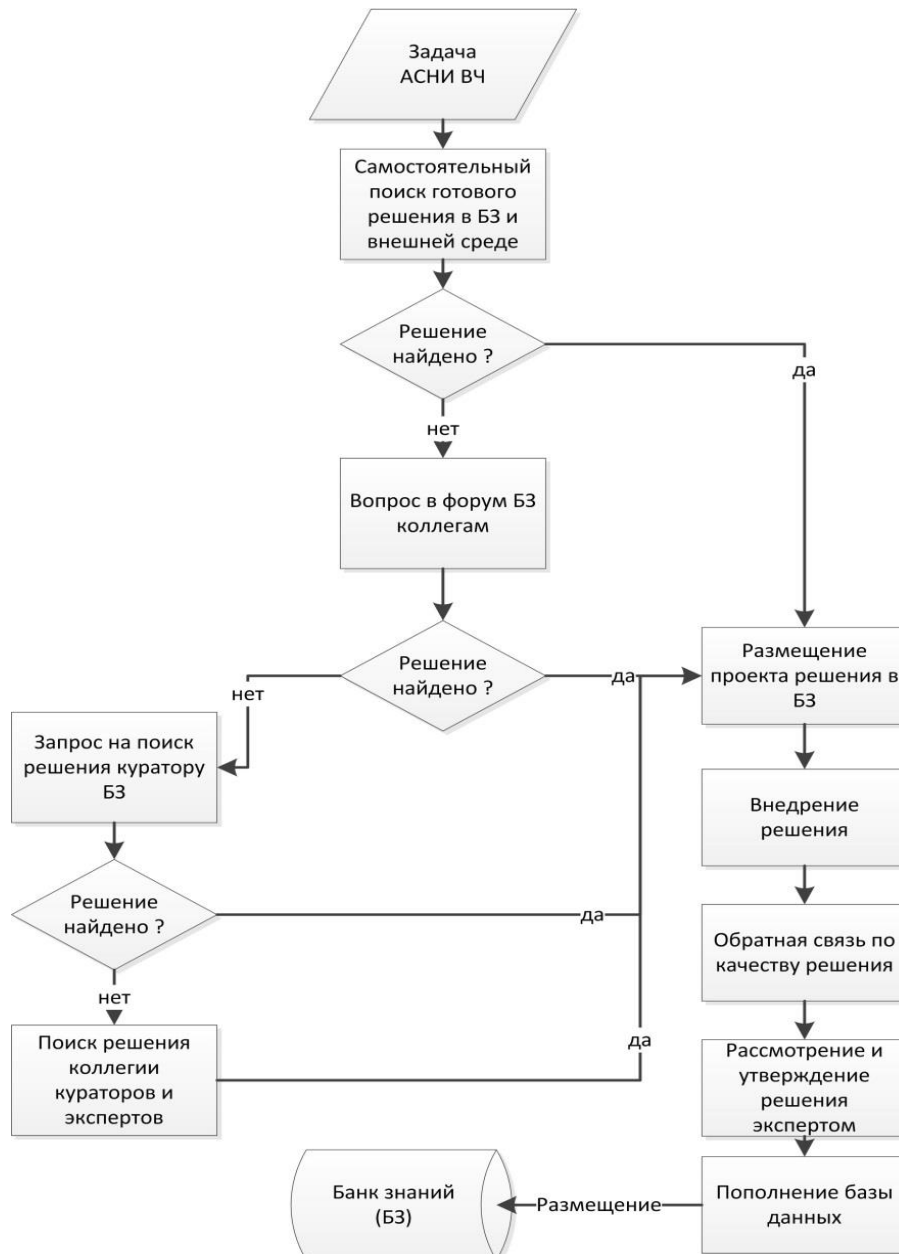 Задача
АСНИ ВЧ
Самостоятельный
поиск готового
решения в БЗ и
внешней среде
Решение
найдено ?
да
нет
Вопрос в форум БЗ
коллегам
Решение
найдено ?
да
нет
Размещение
проекта решения в
БЗ
Запрос на поиск
решения куратору
БЗ
Внедрение
решения
Решение
найдено ?
да
нет
Обратная связь по
качеству решения
Поиск решения
коллегии
кураторов и
экспертов
да
Рассмотрение и
утверждение
решения
экспертом
Пополнение базы
данных
Размещение
Банк знаний
(БЗ)